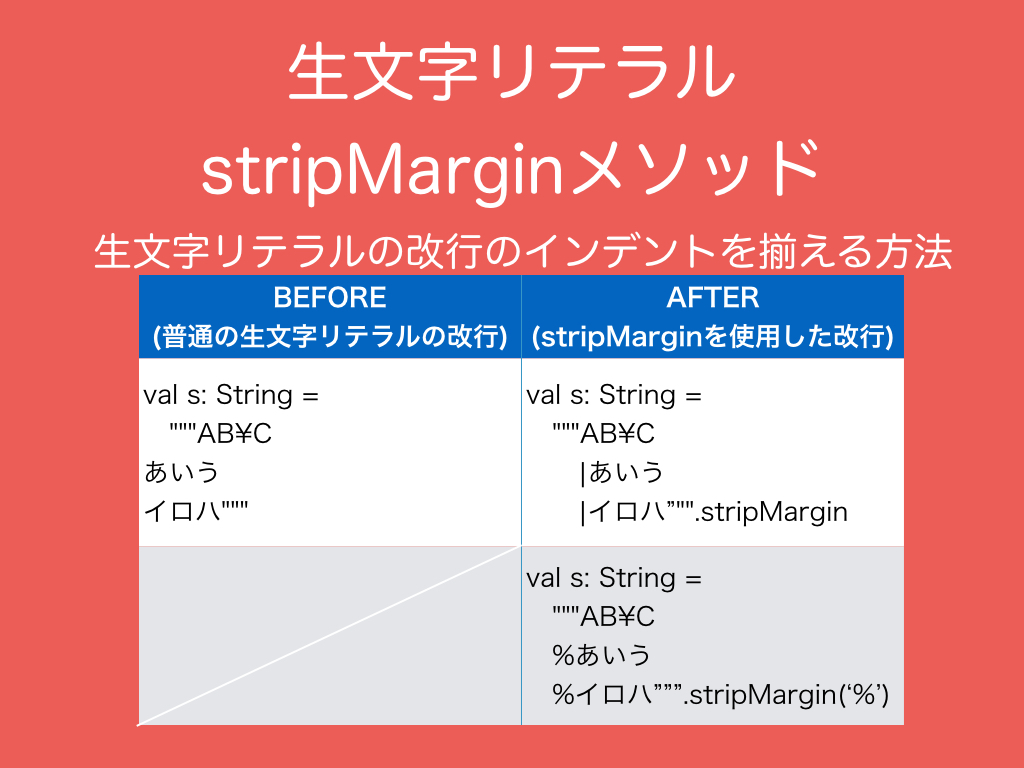 生文字リテラル
stripMarginメソッド
生文字リテラルの改行のインデントを揃える方法
BEFORE
(普通の生文字リテラルの改行)
AFTER
(stripMarginを使用した改行)
val s: String =
"""AB¥C
あいう
イロハ"""
val s: String =
"""AB¥C
|あいう
|イロハ”"".stripMargin
val s: String =
"""AB¥C
%あいう
%イロハ”””.stripMargin(‘%’)